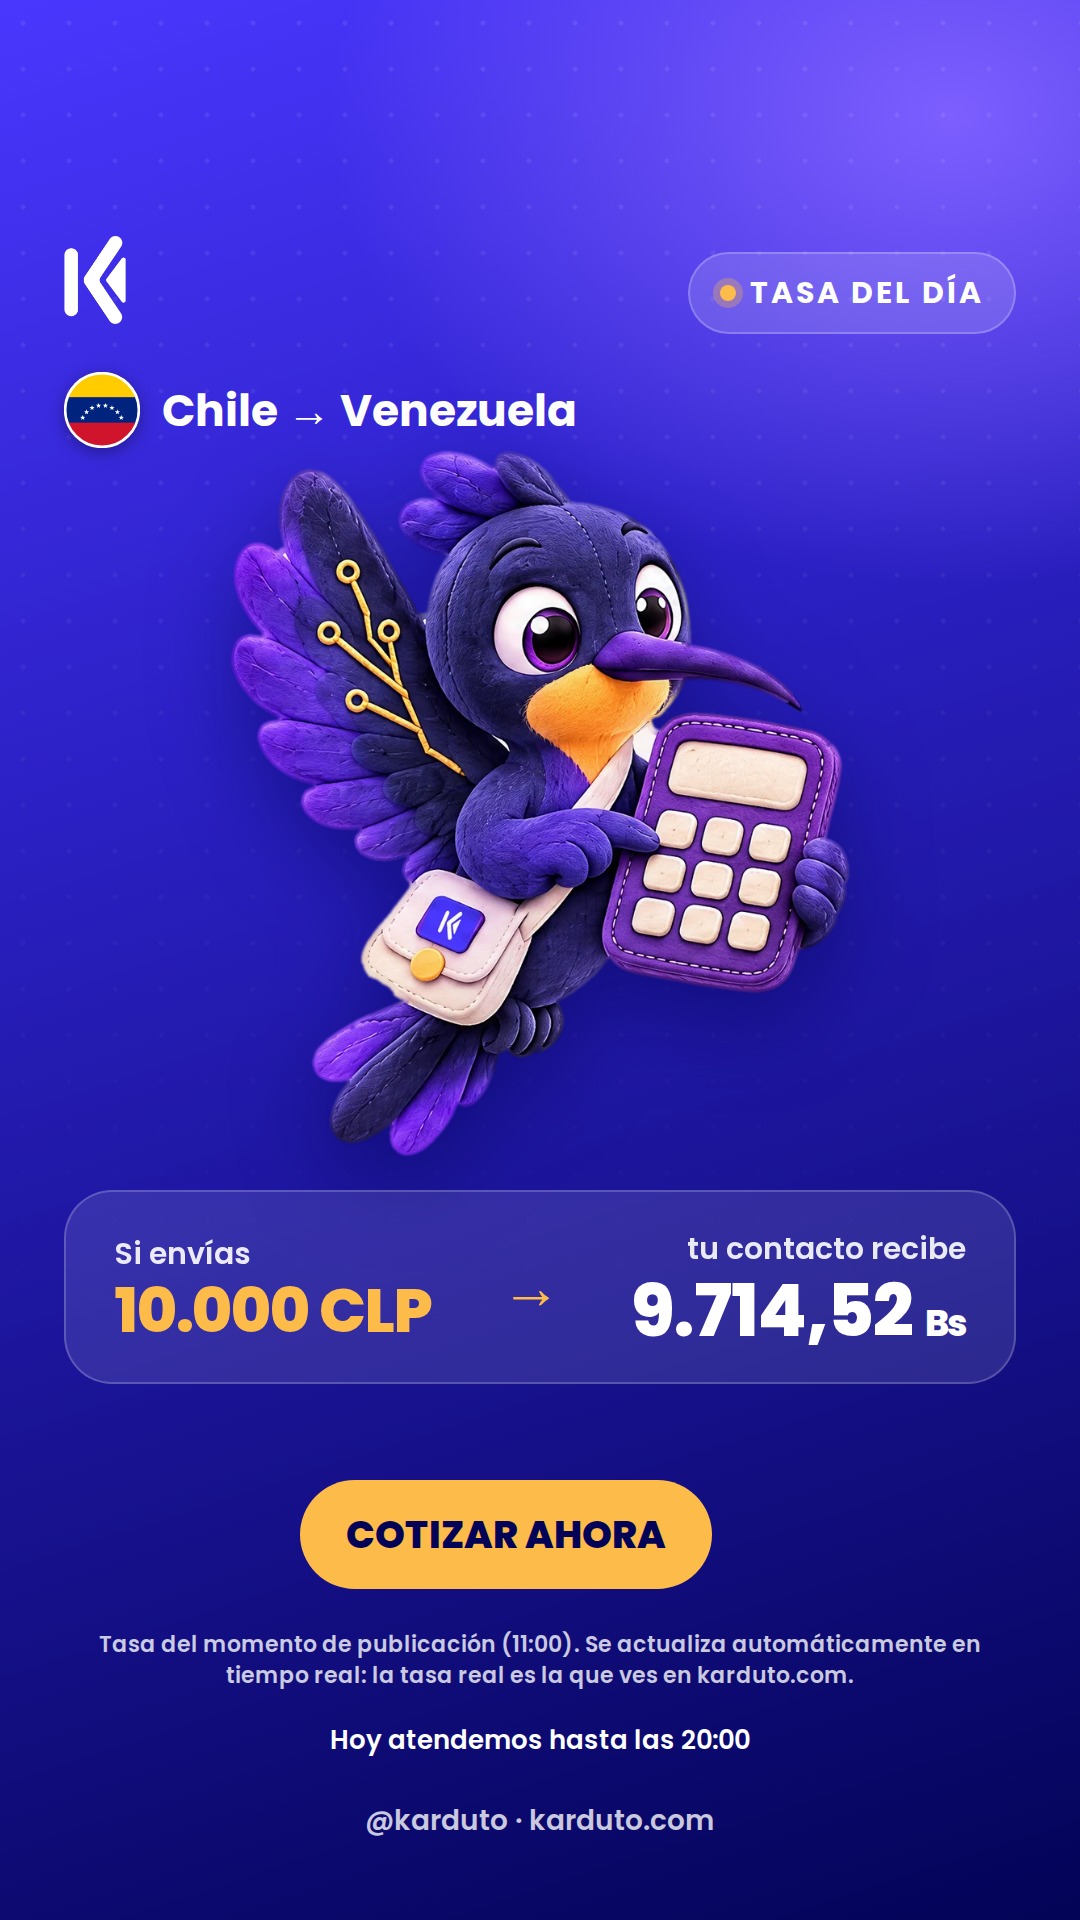 TASA DEL DÍA
Chile → Venezuela
Si envías
10.000 CLP
→
tu contacto recibe
9.714,52 Bs
COTIZAR AHORA
Tasa del momento de publicación (11:00). Se actualiza automáticamente en
tiempo real: la tasa real es la que ves en karduto.com.
Hoy atendemos hasta las 20:00
@karduto · karduto.com